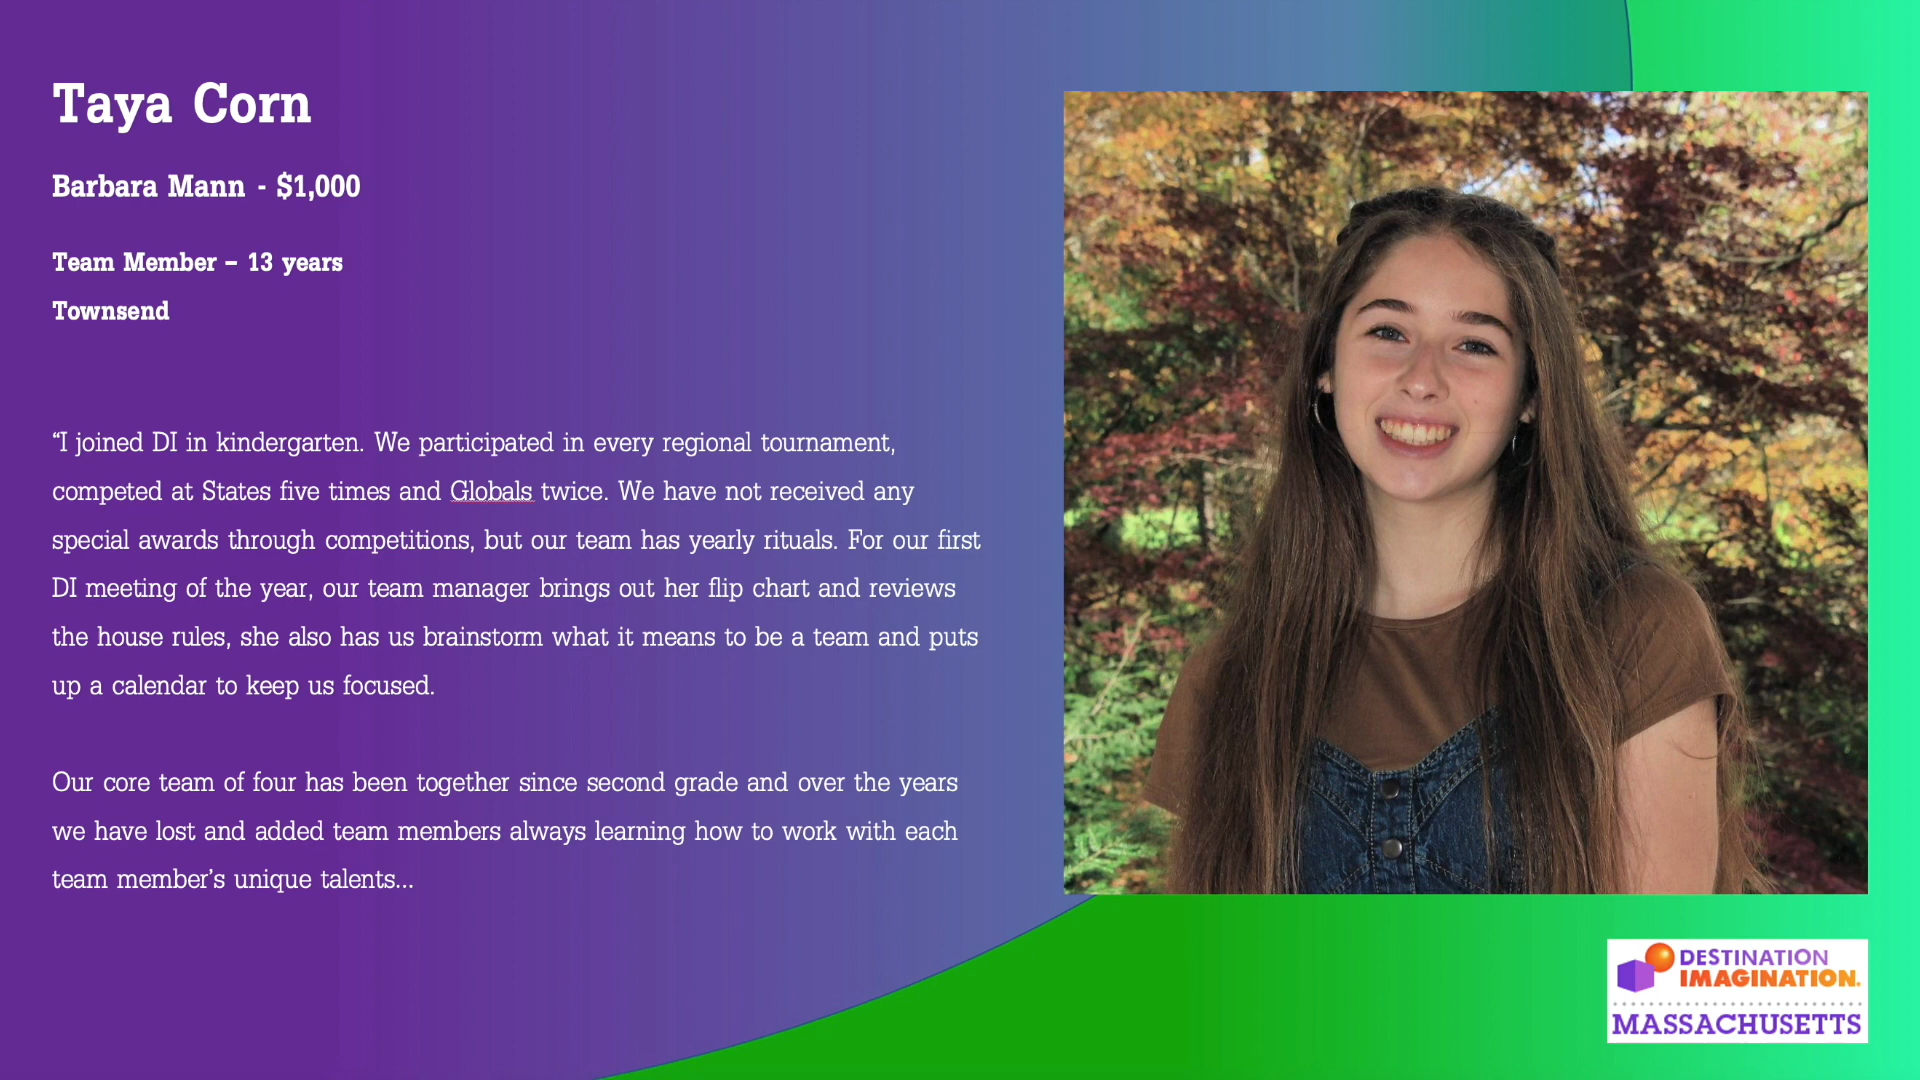 Taya Corn
Barbara Mann - $1,000
Team Member – 13 years
Townsend
“I joined DI in kindergarten. We participated in every regional tournament,
competed at States five times and Globals twice. We have not received any
special awards through competitions, but our team has yearly rituals. For our first
DI meeting of the year, our team manager brings out her flip chart and reviews
the house rules, she also has us brainstorm what it means to be a team and puts
up a calendar to keep us focused.
Our core team of four has been together since second grade and over the years
we have lost and added team members always learning how to work with each
team member’s unique talents...
DESTINATION
IMAGINATION.
MASSACHUSETTS